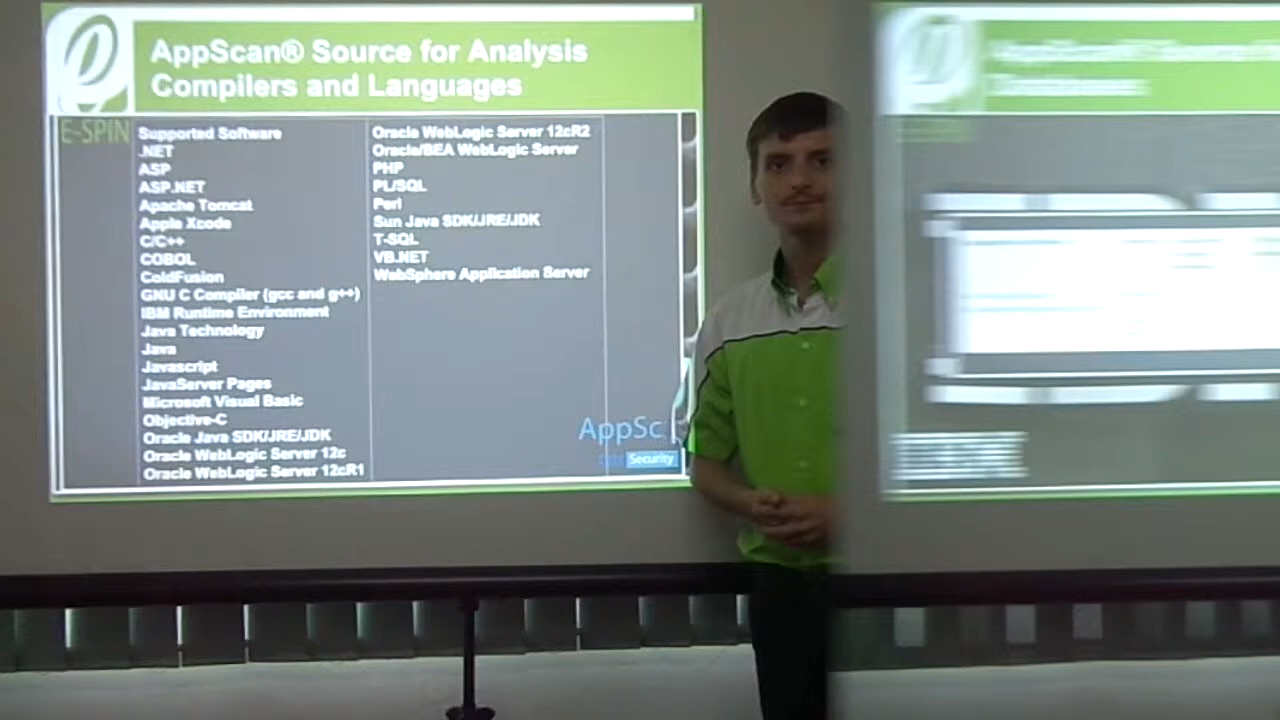 AppScan® Source for Analysis
Compilers and Languages
E-SPIN
Supported Software
.NET
ASP
ASP.NET
Apache Tomcat
Apple Xcode
C/C++
COBOL
ColdFusion
GNU C Compiler (gcc and g++)
IBM Runtime Environment
Java Technology
Java
Javascript
JavaServer Pages
Microsoft Visual Basic
Objective-C
Oracle Java SDK/JRE/JDK
Oracle WebLogic Server 12c
Oracle WebLogic Server 12cR1
Oracle WebLogic Server 12cR2
Oracle/BEA WebLogic Server
PHP
PL/SQL
Perl
Sun Java SDK/JRE/JDK
T-SQL
VB.NET
WebSphere Application Server
AppSc
Security